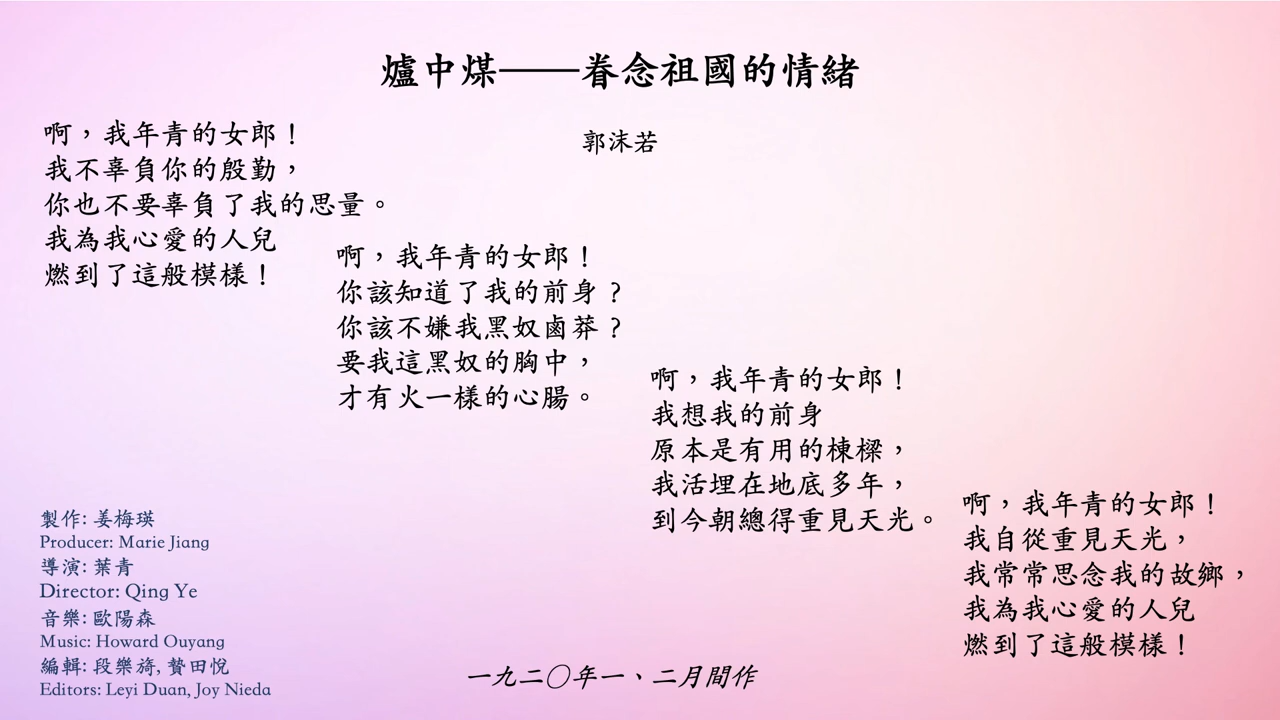 爐中煤——眷念祖國的情緒
郭沫若
啊，我年青的女郎！
我不辜負你的殷勤，
你也不要辜負了我的思量。
我為我心愛的人兒
燃到了這般模樣！
啊，我年青的女郎！
你該知道了我的前身？
你該不嫌我黑奴鹵莽？
要我這黑奴的胸中，
才有火一樣的心腸。
啊，我年青的女郎！
我想我的前身
原本是有用的棟樑，
我活埋在地底多年，
到今朝總得重見天光。
啊，我年青的女郎！
我自從重見天光，
我常常思念我的故鄉，
我為我心愛的人兒
燃到了這般模樣！
一九二〇年一、二月間作
製作: 姜梅瑛
Producer: Marie Jiang
導演: 葉青
Director: Qing Ye
音樂: 歐陽森
Music: Howard Ouyang
編輯: 段樂旖, 贄田悅
Editors: Leyi Duan, Joy Nieda